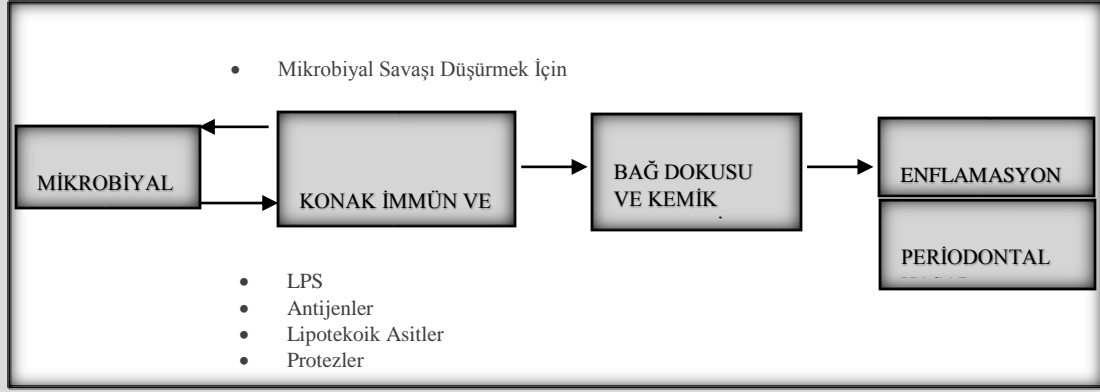 Mikrobiyal Savaşı Düşürmek İçin
MİKROBİYAL
KONAK İMMÜN VE
BAĞ DOKUSU
VE KEMİK
ENFLAMASYON
PERİODONTAL
LPS
Antijenler
Lipotekoik Asitler
Protezler